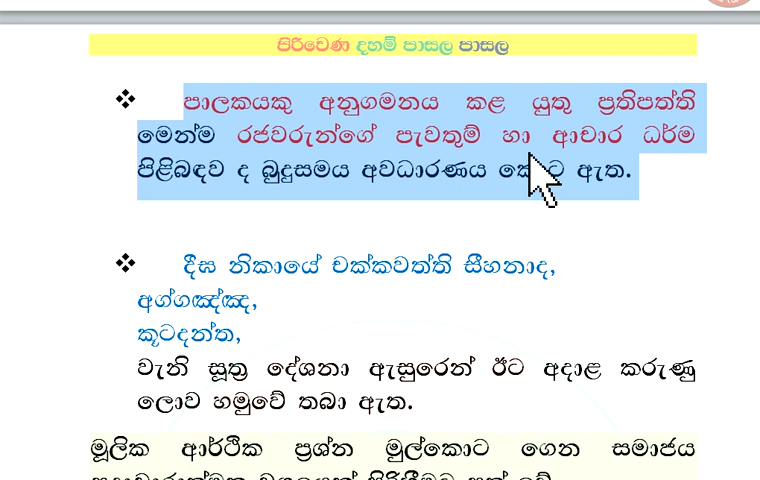 පිරිවෙණ දහම් පාසල පාසල
❖ පාලකයකු අනුගමනය කළ යුතු ප්‍රතිපත්ති
මෙන්ම රජවරුන්ගේ පැවතුම් හා ආචාර ධර්ම
පිළිබඳව ද බුදුසමය අවධාරණය කොට ඇත.
❖ දීඝ නිකායේ චක්කවත්ති සීහනාද,
අග්ගඤ්ඤ,
කූටදන්ත,
වැනි සූත්‍ර දේශනා ඇසුරෙන් ඊට අදාළ කරුණු
ලොව හමුවේ තබා ඇත.
මූලික ආර්ථික ප්‍රශ්න මුල්කොට ගෙන සමාජය